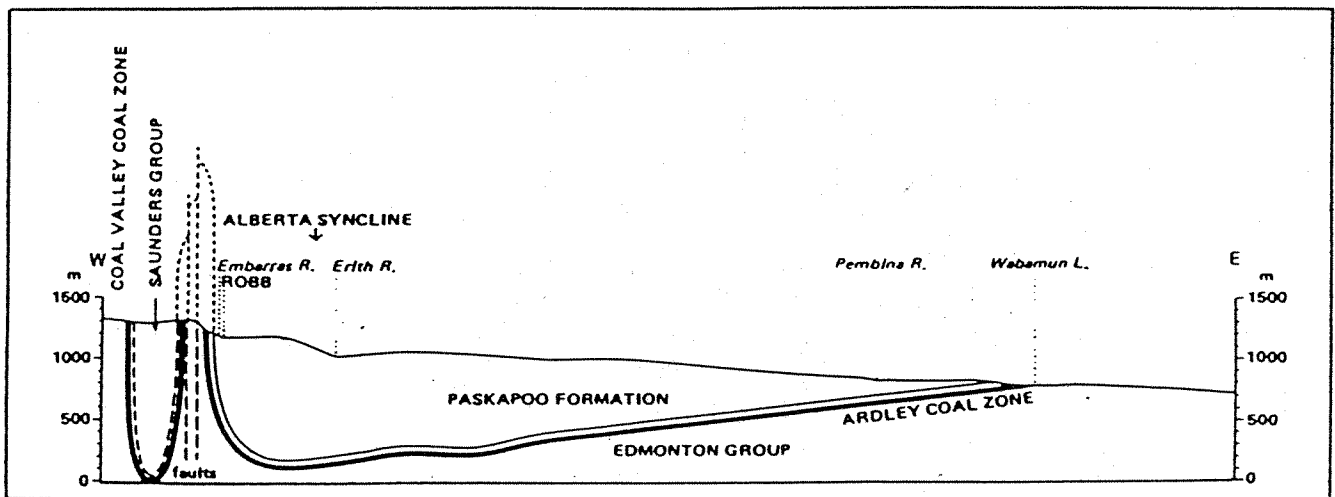 COAL VALLEY COAL ZONE
SAUNDERS GROUP
ALBERTA SYNCLINE
W
E
m
m
Embarras R.
Erith R.
Pembina R.
Wabamun L.
ROBB
1500
1500
1000
1000
PASKAPOO FORMATION
ARDLEY COAL ZONE
500
500
EDMONTON GROUP
faults
0
0